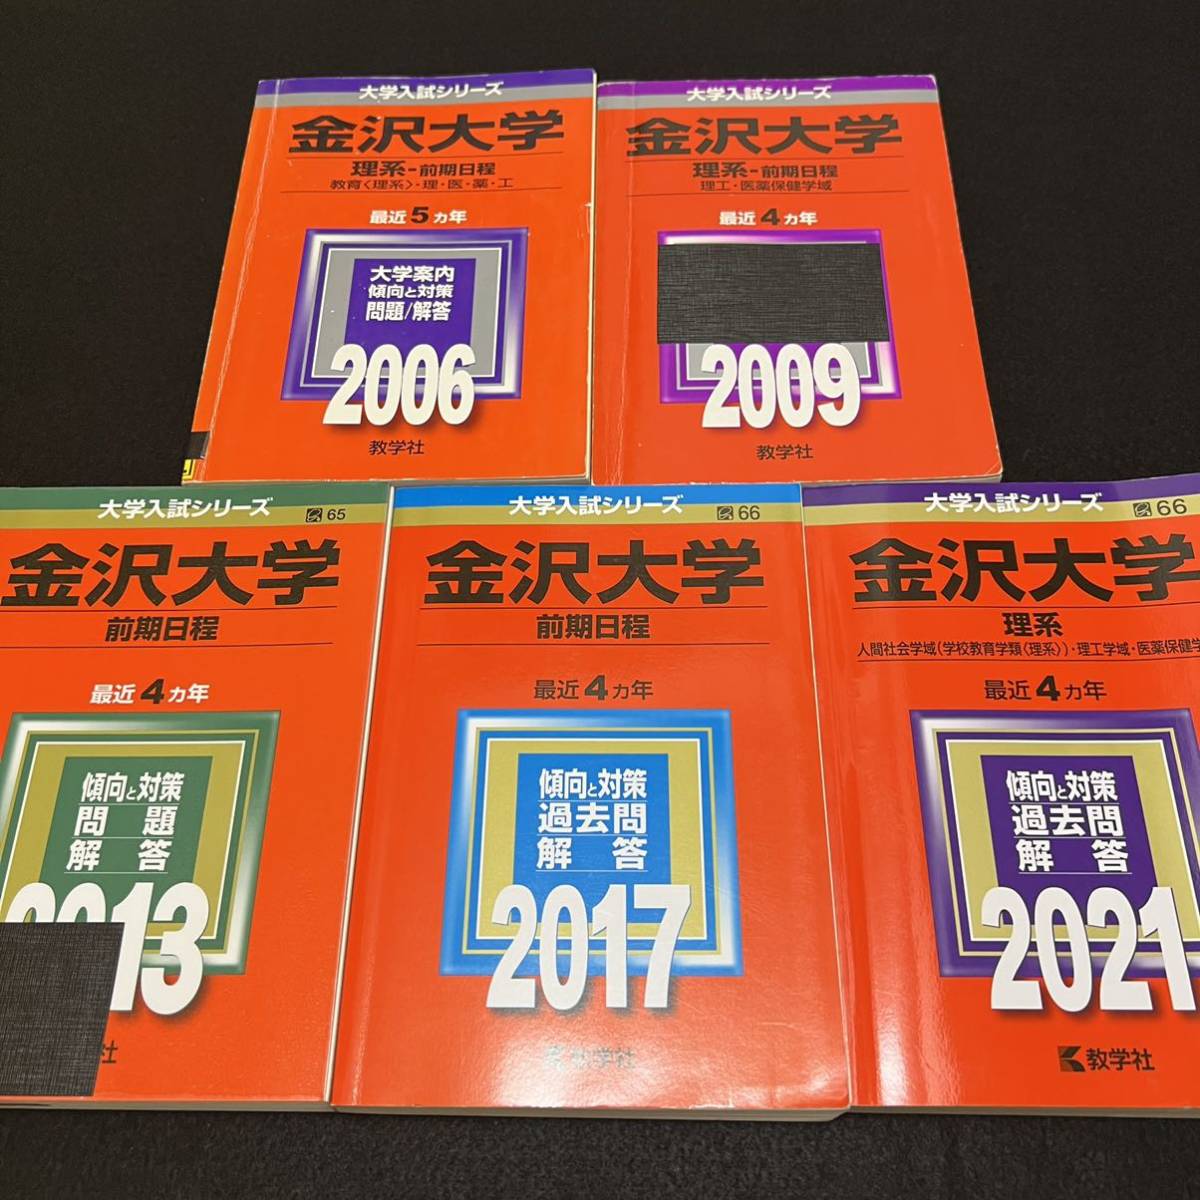 大学入試シリーズ
金沢大学
理系-前期日程
教育〈理系〉・理・医・薬・工
最近5ヵ年
大学案内
傾向と対策
問題/解答
2006
教学社
大学入試シリーズ
金沢大学
理系-前期日程
理工・医薬保健学域
最近4ヵ年
2009
教学社
大学入試シリーズ
65
金沢大学
前期日程
最近4ヵ年
傾向と対策
問題
解答
2013
社
大学入試シリーズ
66
金沢大学
前期日程
最近4ヵ年
傾向と対策
過去問
解答
2017
教学社
大学入試シリーズ
66
金沢大学
理系
人間社会学域(学校教育学類〈理系〉)・理工学域・医薬保健学
最近4ヵ年
傾向と対策
過去問
解答
2021
教学社